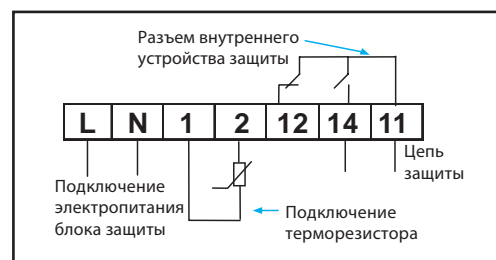 Разъем внутреннего
устройства защиты
L N 1 2 12 14 11
Цепь
защиты
Подключение
электропитания
блока защиты
Подключение
терморезистора